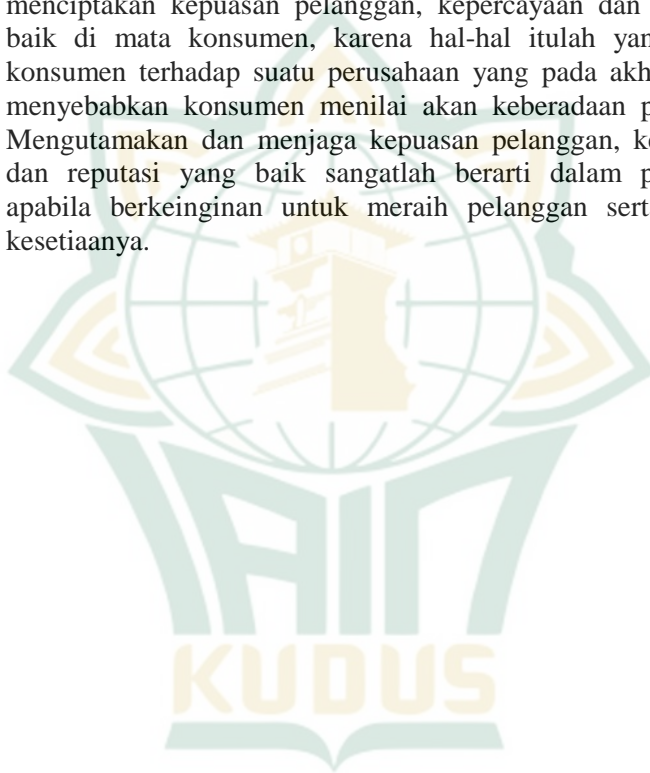 menciptakan kepuasan pelanggan, kepercayaan dan
baik di mata konsumen, karena hal-hal itulah yan
konsumen terhadap suatu perusahaan yang pada akh
menyebabkan konsumen menilai akan keberadaan p
Mengutamakan dan menjaga kepuasan pelanggan, ke
dan reputasi yang baik sangatlah berarti dalam p
apabila berkeinginan untuk meraih pelanggan sert
kesetiaanya.
IAIN
KUDUS